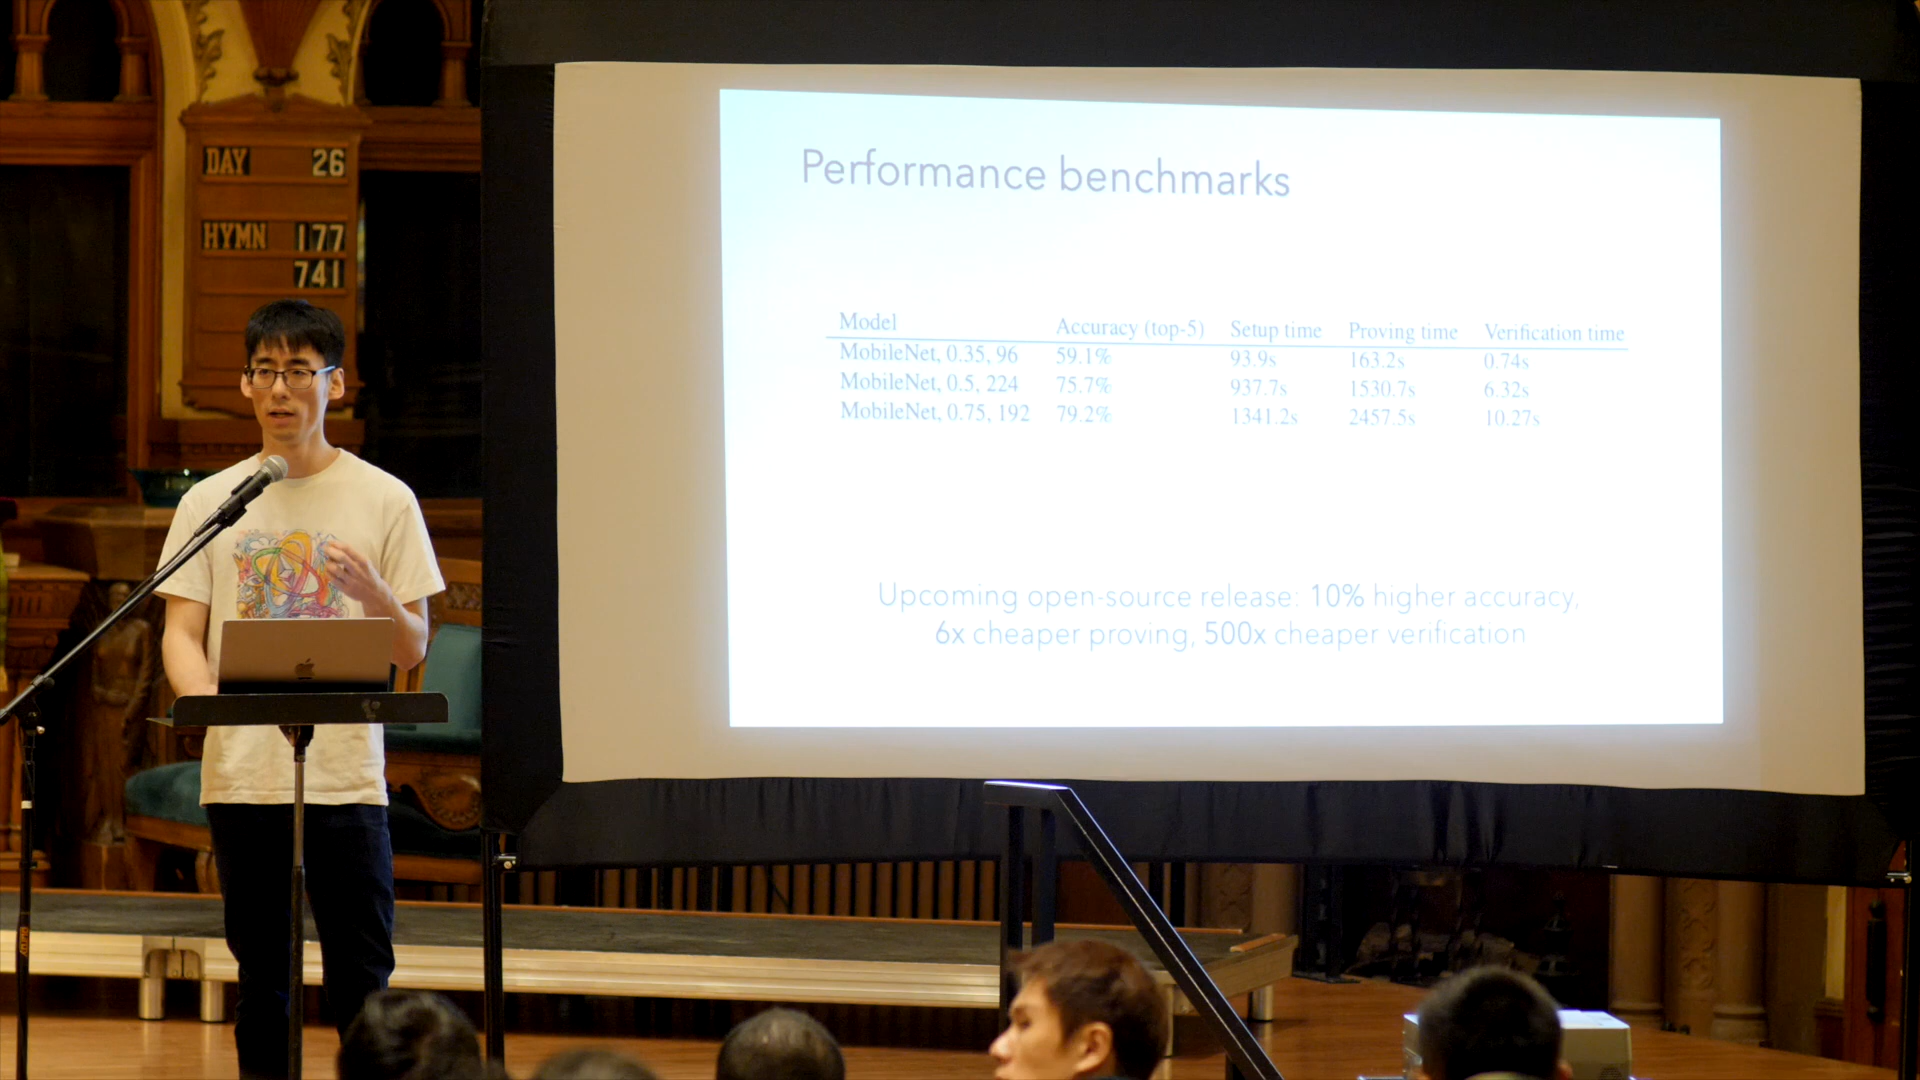 DAY 26
HYMN 177
741
Performance benchmarks
Model Accuracy (top-5) Setup time Proving time Verification time
MobileNet, 0.35, 96 59.1% 93.9s 163.2s 0.74s
MobileNet, 0.5, 224 75.7% 937.7s 1530.7s 6.32s
MobileNet, 0.75, 192 79.2% 1341.2s 2457.5s 10.27s
Upcoming open-source release: 10% higher accuracy,
6x cheaper proving, 500x cheaper verification